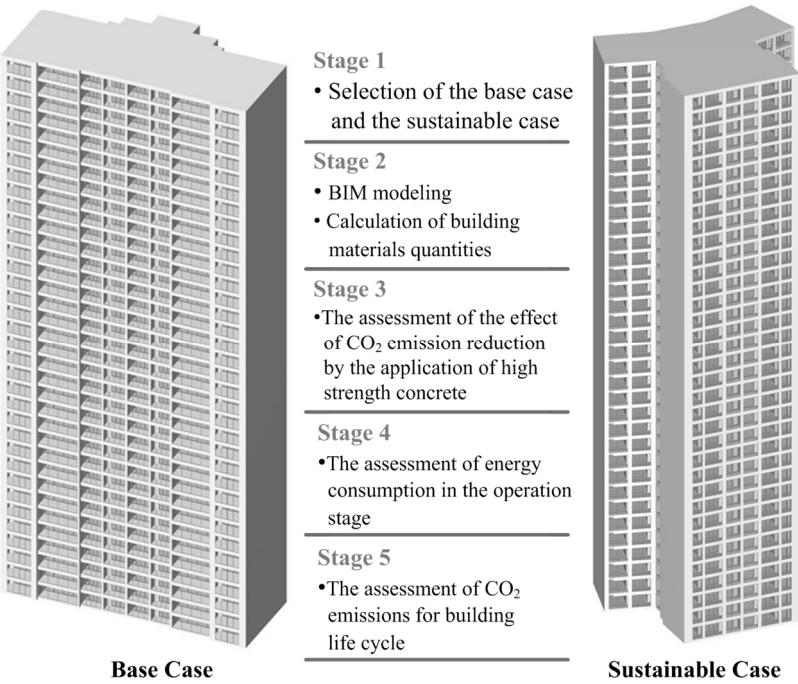 Stage 1
• Selection of the base case
and the sustainable case
Stage 2
• BIM modeling
• Calculation of building
materials quantities
Stage 3
•The assessment of the effect
of CO₂ emission reduction
by the application of high
strength concrete
Stage 4
•The assessment of energy
consumption in the operation
stage
Stage 5
•The assessment of CO₂
emissions for building
life cycle
Base Case
Sustainable Case